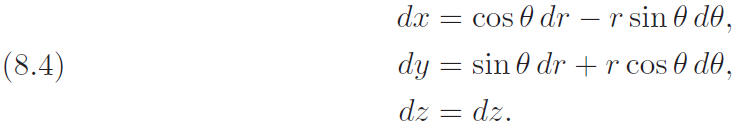 dx = cos θ dr − r sin θ dθ,
(8.4) dy = sin θ dr + r cos θ dθ,
dz = dz.